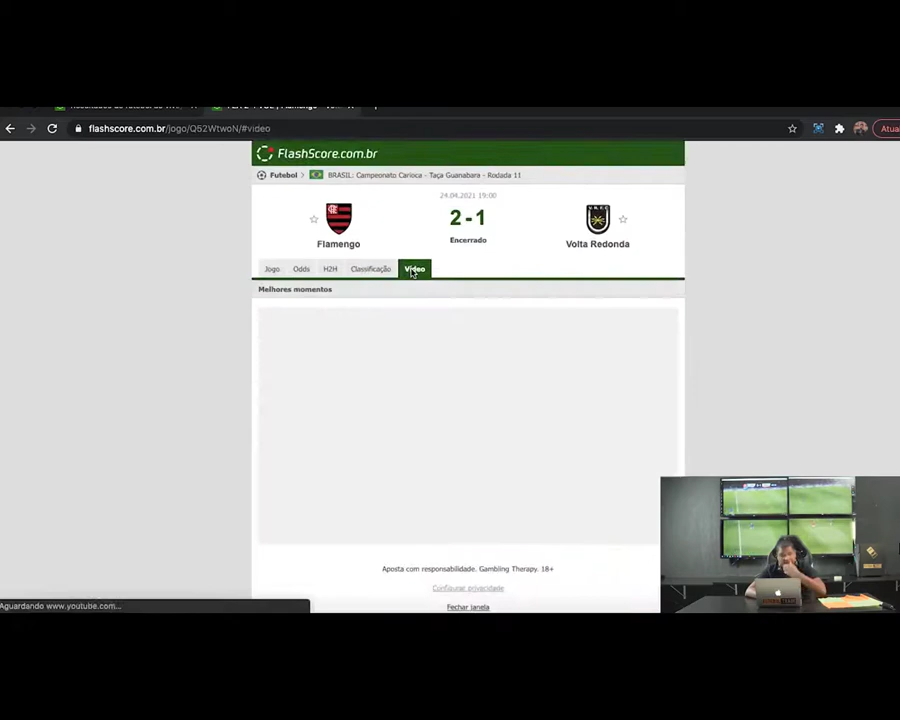 flashscore.com.br/jogo/Q52WtwoN/#video
Atua
FlashScore.com.br
Futebol > BRASIL: Campeonato Carioca - Taça Guanabara - Rodada 11
24.04.2021 19:00
2 - 1
Encerrado
Flamengo
Volta Redonda
Jogo Odds H2H Classificação Vídeo
Melhores momentos
Aposta com responsabilidade. Gambling Therapy. 18+
Configurar privacidade
Fechar janela
Aguardando www.youtube.com...